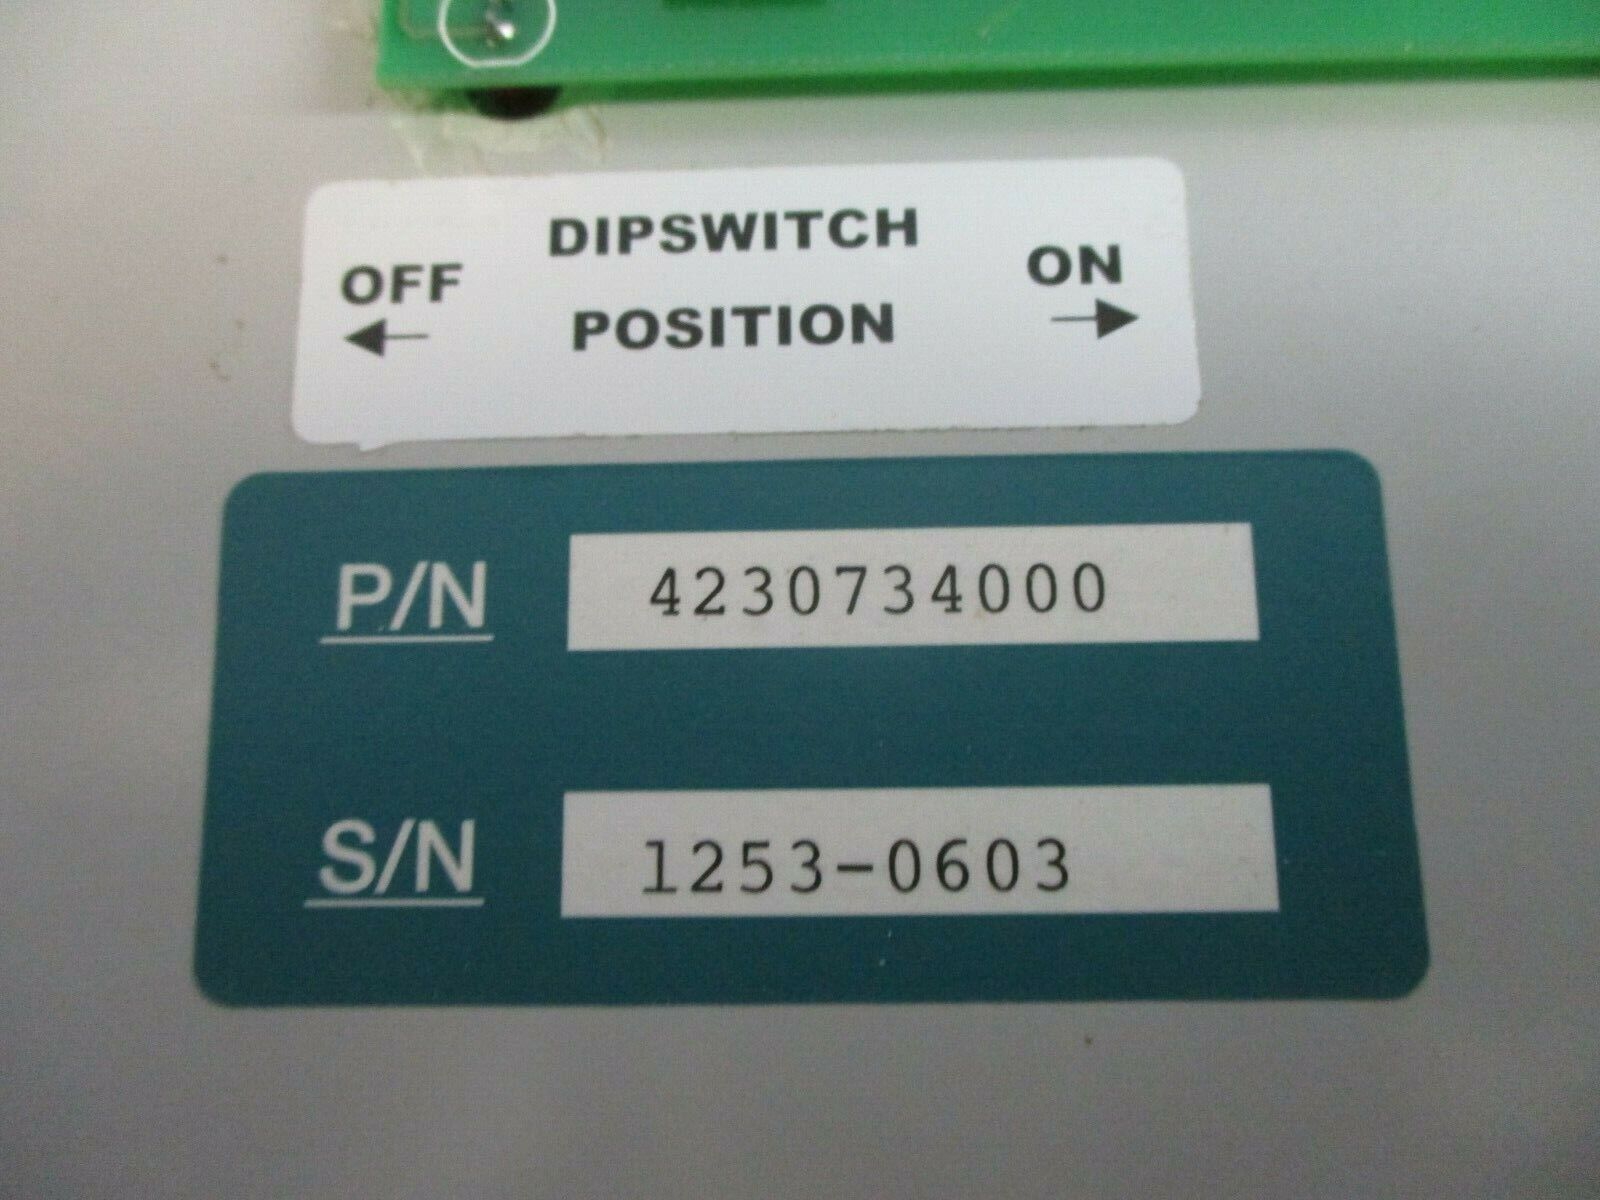 DIPSWITCH
OFF ON
POSITION
P/N 4230734000
S/N 1253-0603